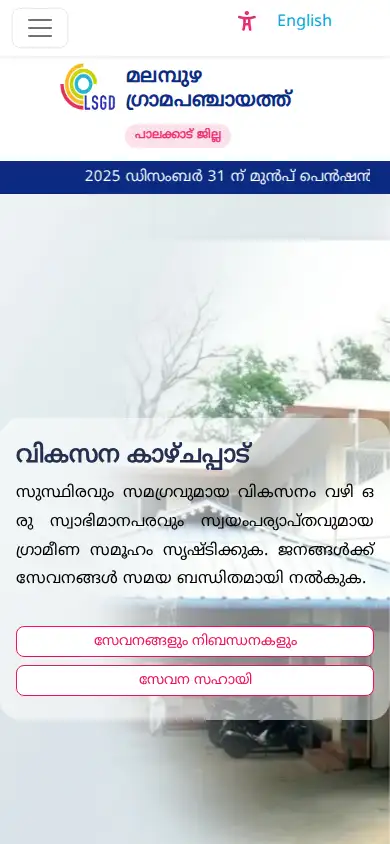 English
LSGD
മലമ്പുഴ
ഗ്രാമപഞ്ചായത്ത്
പാലക്കാട് ജില്ല
2025 ഡിസംബർ 31 ന് മുൻപ് പെൻഷൻ
വികസന കാഴ്ചപ്പാട്
സുസ്ഥിരവും സമഗ്രവുമായ വികസനം വഴി ഒ
രു സ്വാഭിമാനപരവും സ്വയംപര്യാപ്തവുമായ
ഗ്രാമീണ സമൂഹം സൃഷ്ടിക്കുക. ജനങ്ങൾക്ക്
സേവനങ്ങൾ സമയ ബന്ധിതമായി നൽകുക.
സേവനങ്ങളും നിബന്ധനകളും
സേവന സഹായി